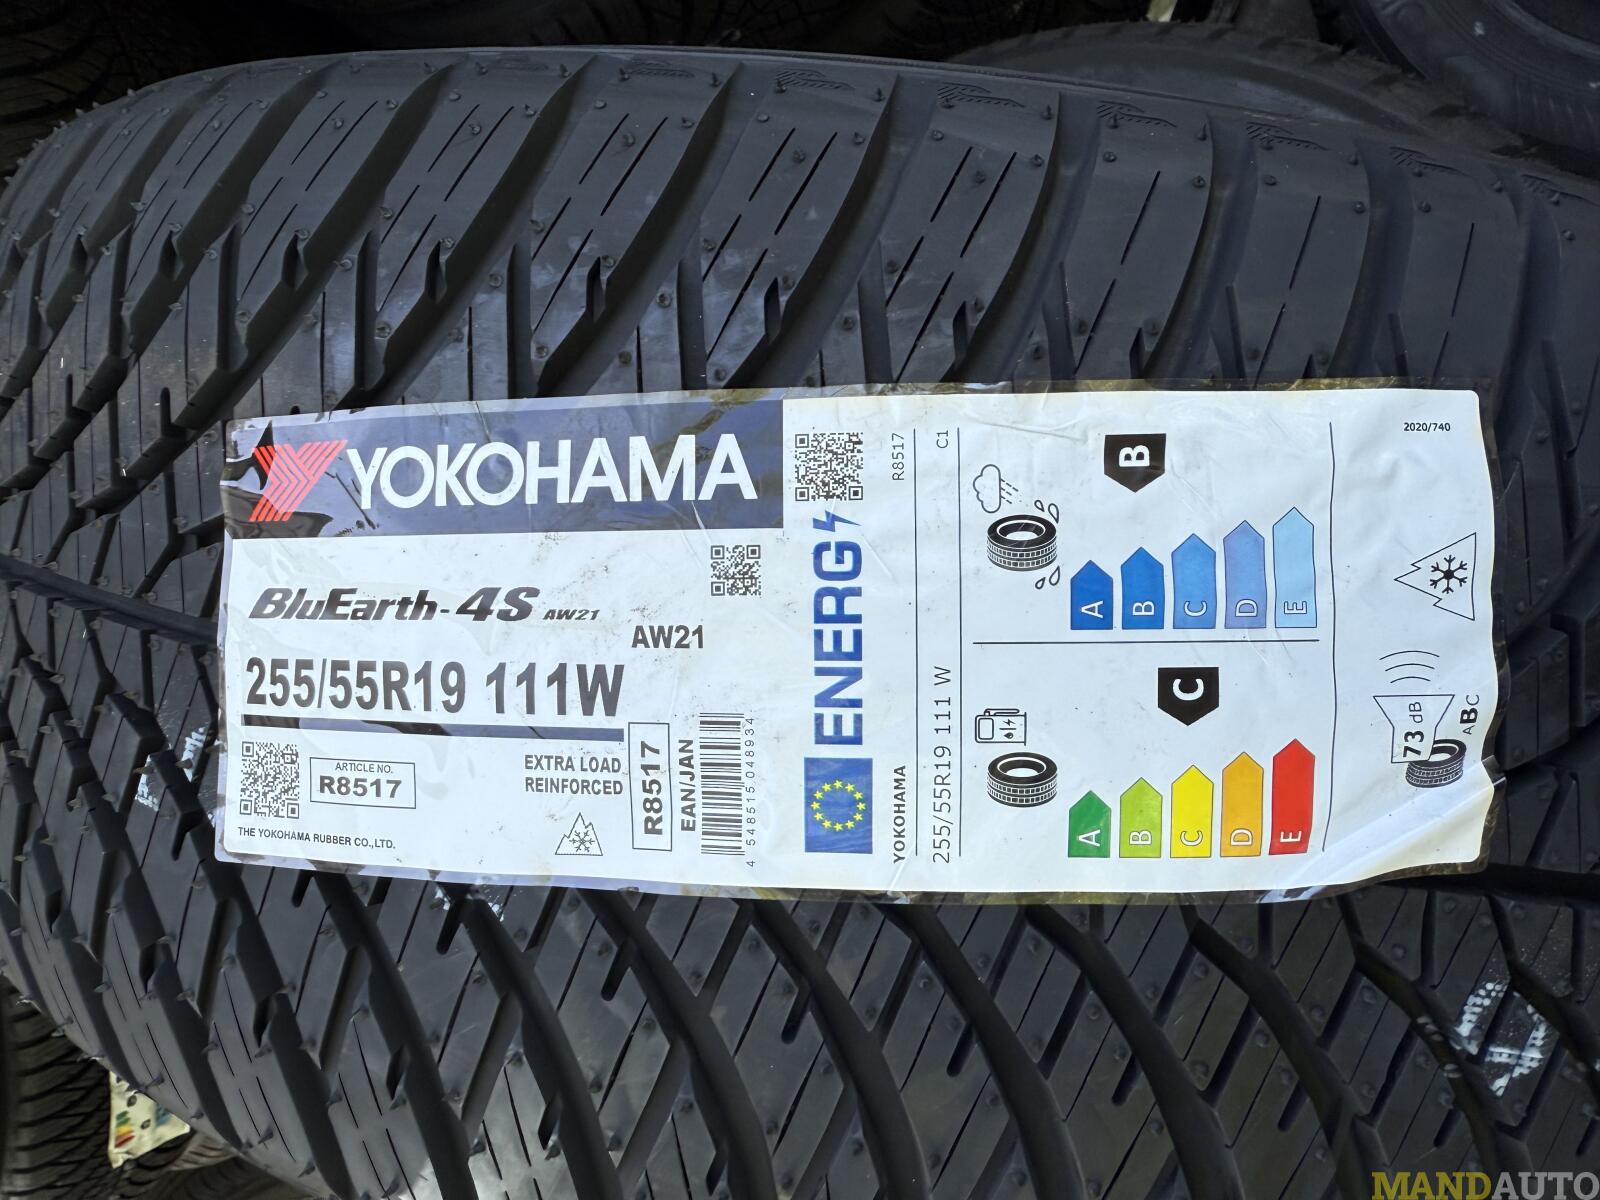 YOKOHAMA
BluEarth-4S AW21
AW21
255/55R19 111W
ARTICLE NO.
R8517
EXTRA LOAD
REINFORCED
THE YOKOHAMA RUBBER CO.,LTD.
R8517
EAN/JAN
4 548515 048934
ENERG
YOKOHAMA
R8517
255/55R19 111 W
C1
B
A
B
C
D
E
C
A
B
C
D
E
2020/740
73 dB
ABC
MANDAUTO